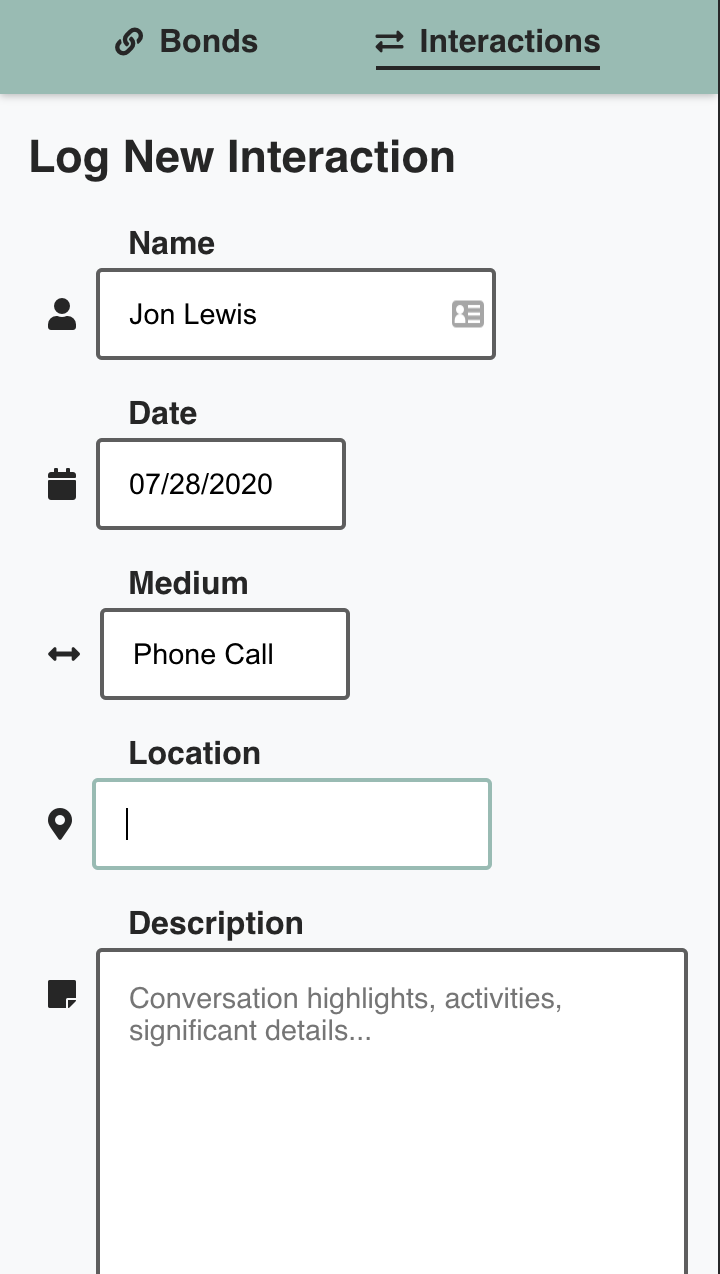 Bonds Interactions
Log New Interaction
Name
Jon Lewis
Date
07/28/2020
Medium
Phone Call
Location
Description
Conversation highlights, activities,
significant details...